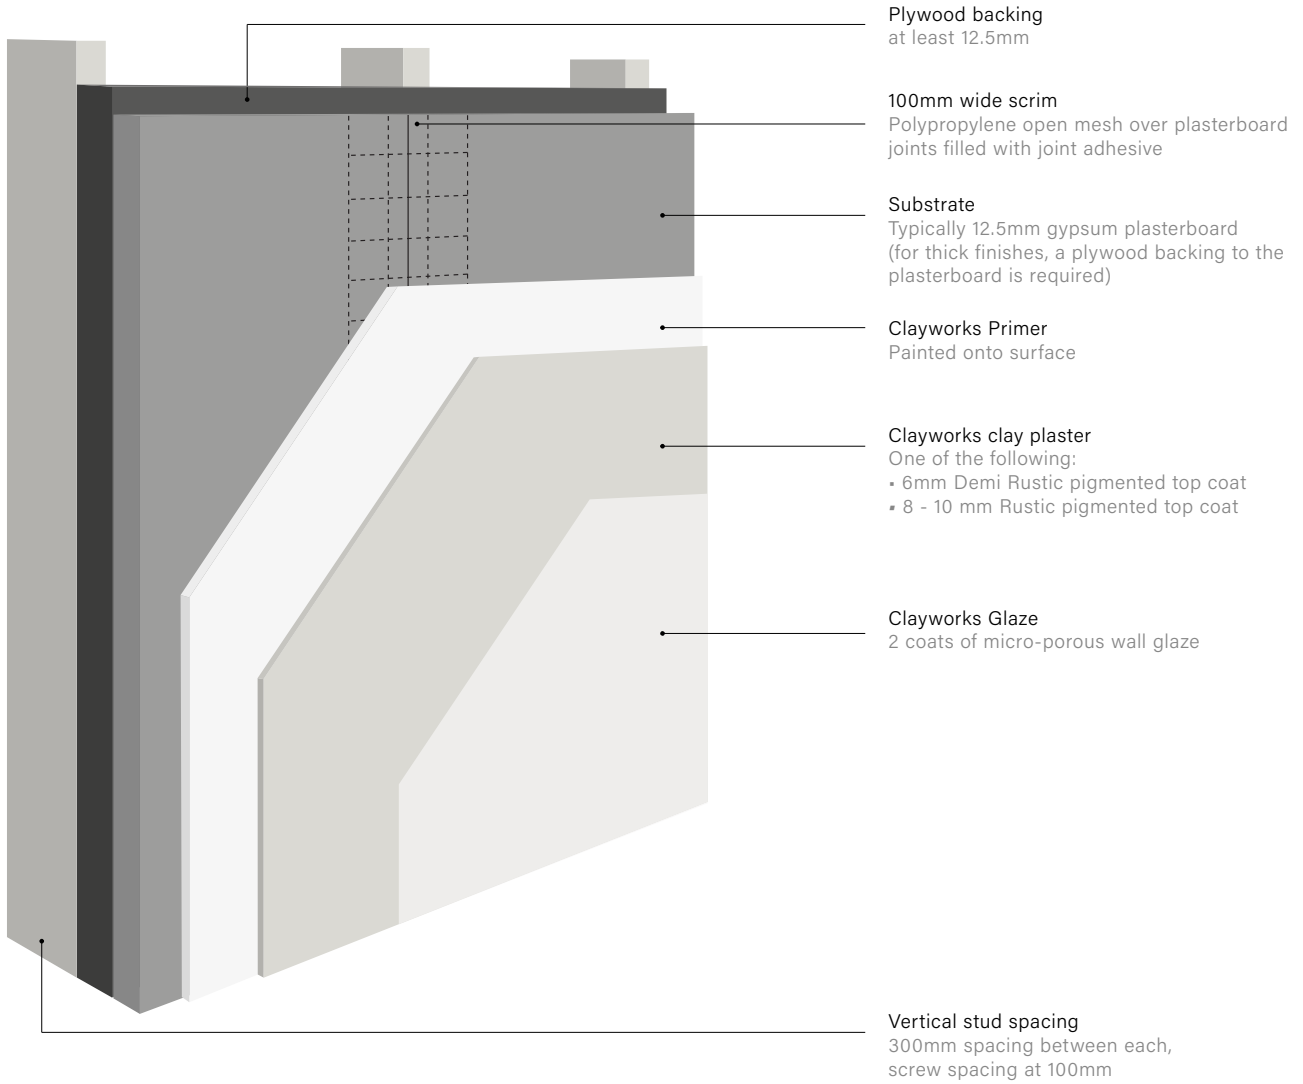 Plywood backing
at least 12.5mm
100mm wide scrim
Polypropylene open mesh over plasterboard
joints filled with joint adhesive
Substrate
Typically 12.5mm gypsum plasterboard
(for thick finishes, a plywood backing to the
plasterboard is required)
Clayworks Primer
Painted onto surface
Clayworks clay plaster
One of the following:
• 6mm Demi Rustic pigmented top coat
• 8 - 10 mm Rustic pigmented top coat
Clayworks Glaze
2 coats of micro-porous wall glaze
Vertical stud spacing
300mm spacing between each,
screw spacing at 100mm